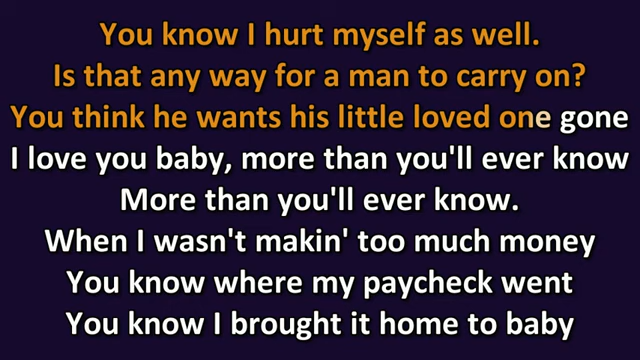 You know I hurt myself as well.
Is that any way for a man to carry on?
You think he wants his little loved one gone
I love you baby, more than you'll ever know
More than you'll ever know.
When I wasn't makin' too much money
You know where my paycheck went
You know I brought it home to baby